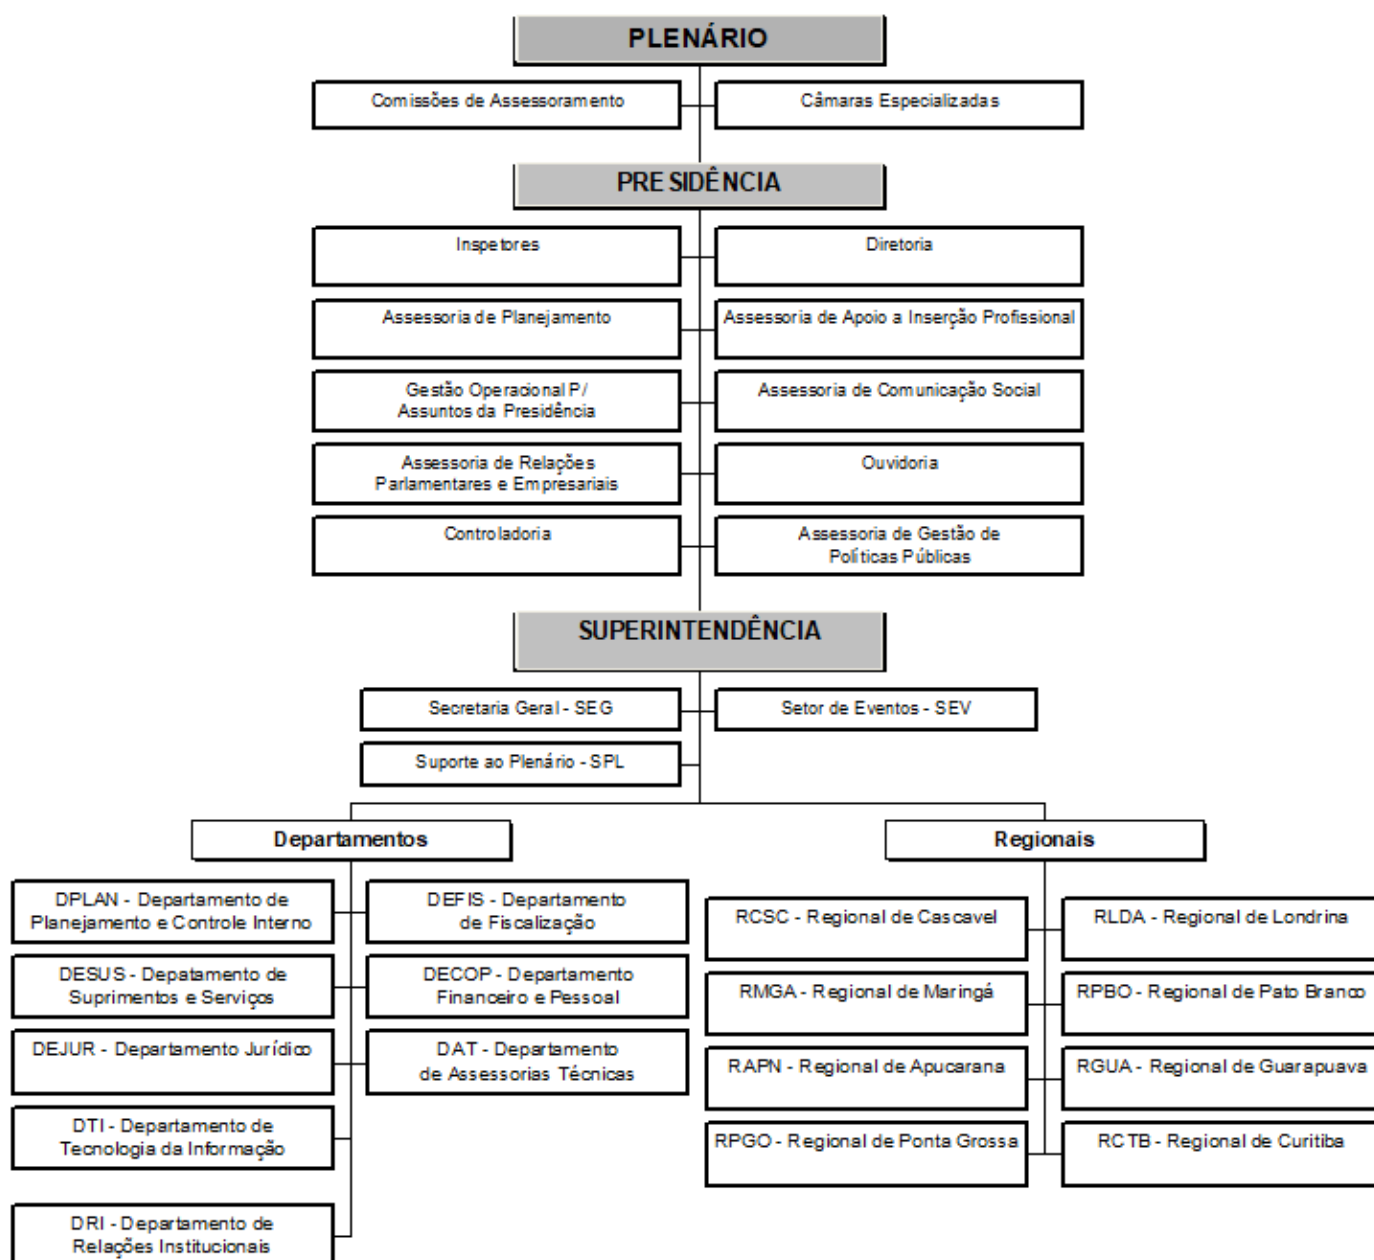 PLENÁRIO
Comissões de Assessoramento
Câmaras Especializadas
PRESIDÊNCIA
Inspetores
Diretoria
Assessoria de Planejamento
Assessoria de Apoio a Inserção Profissional
Gestão Operacional P/
Assuntos da Presidência
Assessoria de Comunicação Social
Assessoria de Relações
Parlamentares e Empresariais
Ouvidoria
Controladoria
Assessoria de Gestão de
Políticas Públicas
SUPERINTENDÊNCIA
Secretaria Geral - SEG
Setor de Eventos - SEV
Suporte ao Plenário - SPL
Departamentos
DPLAN - Departamento de
Planejamento e Controle Interno
DEFIS - Departamento
de Fiscalização
DESUS - Depatamento de
Suprimentos e Serviços
DECOP - Departamento
Financeiro e Pessoal
DEJUR - Departamento Jurídico
DAT - Departamento
de Assessorias Técnicas
DTI - Departamento de
Tecnologia da Informação
DRI - Departamento de
Relações Institucionais
Regionais
RCSC - Regional de Cascavel
RLDA - Regional de Londrina
RMGA - Regional de Maringá
RPBO - Regional de Pato Branco
RAPN - Regional de Apucarana
RGUA - Regional de Guarapuava
RPGO - Regional de Ponta Grossa
RCTB - Regional de Curitiba